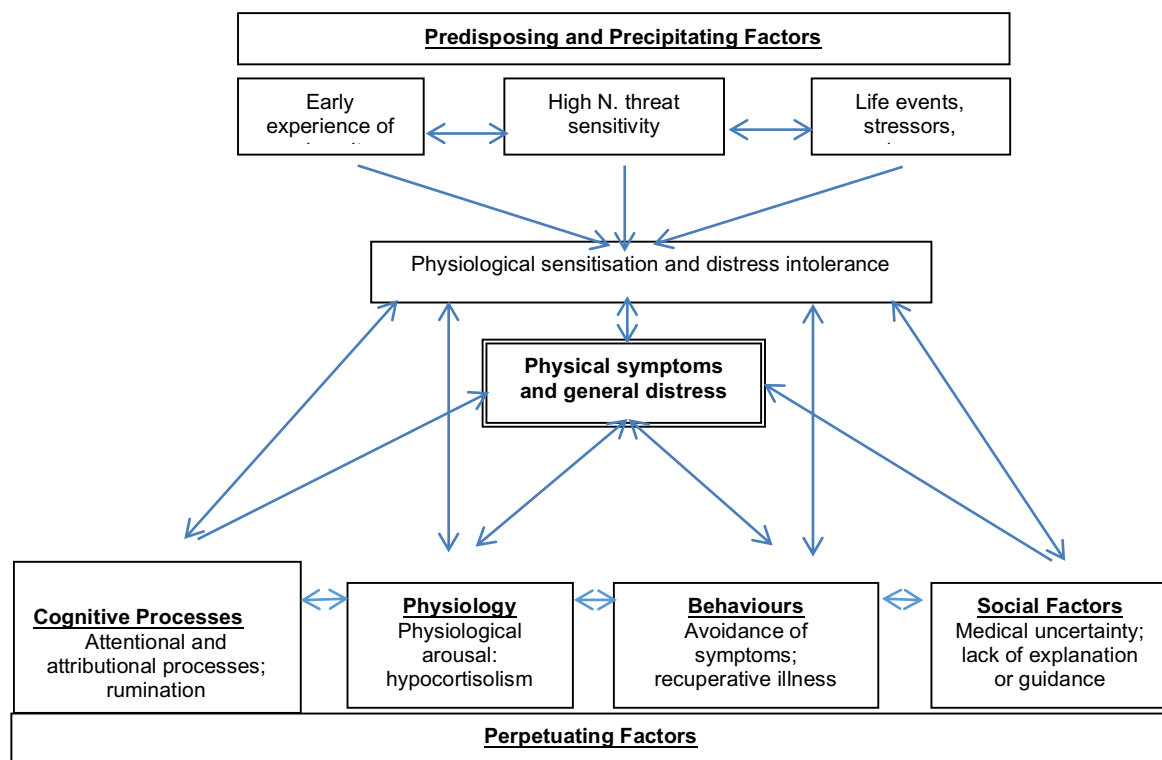 Predisposing and Precipitating Factors
Early
experience of
High N. threat
sensitivity
Life events,
stressors,
Physiological sensitisation and distress intolerance
Physical symptoms
and general distress
Cognitive Processes
Attentional and
attributional processes;
rumination
Physiology
Physiological
arousal:
hypocortisolism
Behaviours
Avoidance of
symptoms;
recuperative illness
Social Factors
Medical uncertainty;
lack of explanation
or guidance
Perpetuating Factors